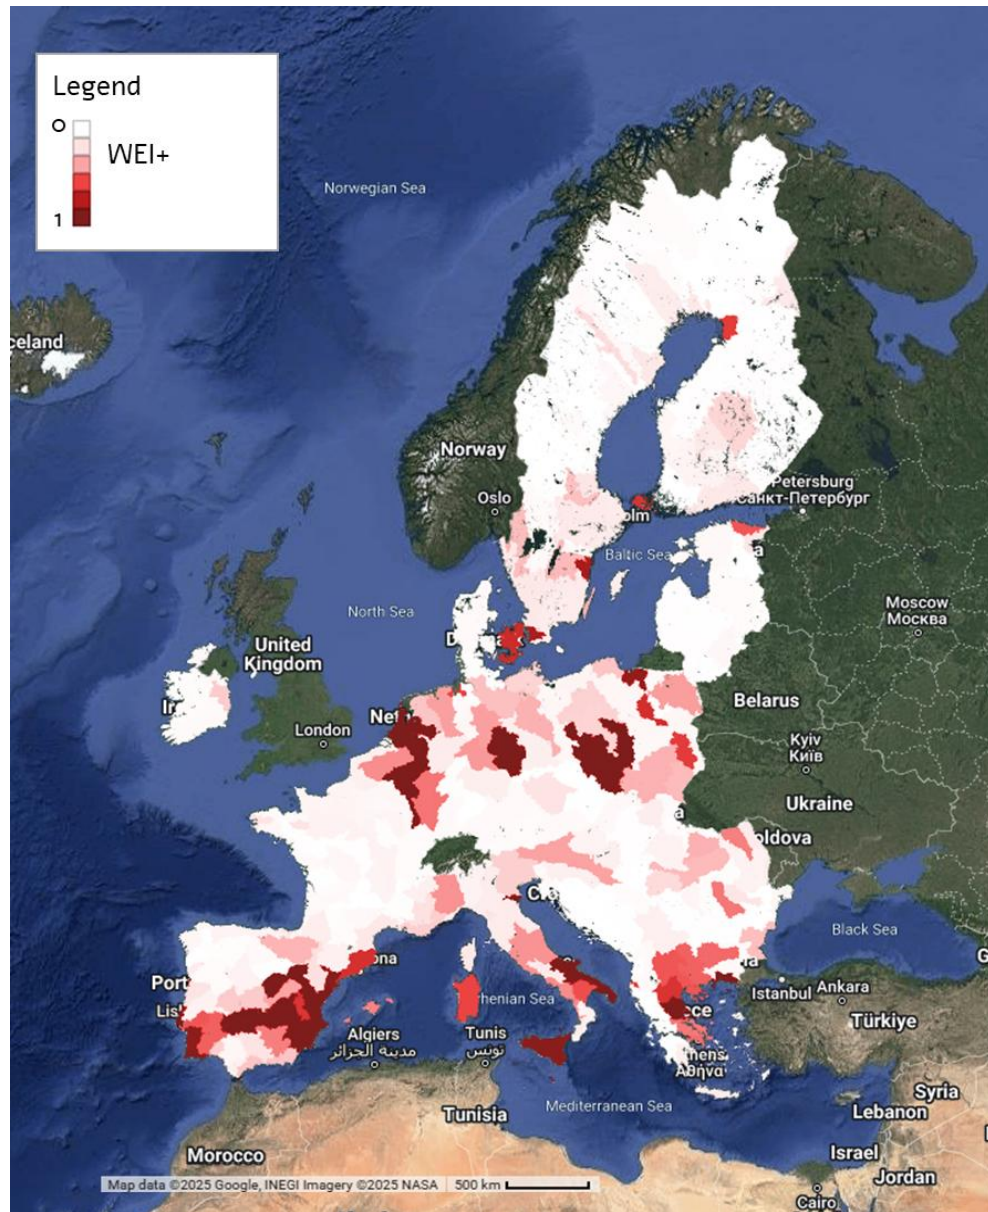 Legend
0
WEI+
1
Norwegian Sea
celand
Norway
Oslo
Petersburg
Санкт-Петербург
olm
Baltic Sea
a
North Sea
Moscow
Москва
D
United
Kingdom
Ir
Belarus
London
Net
Kyiv
Київ
Ukraine
a
oldova
C
Black Sea
Port
ona
Lis
rhenian Sea
Istanbul
Ankara
Türkiye
ece
Algiers
مدينة الجزائر
Tunis
تونس
thens
Αθήνα
Syria
Lebanon
Tunisia
Mediterranean Sea
Israel
Morocco
Jordan
Map data ©2025 Google, INEGI Imagery ©2025 NASA
500 km
Cairo